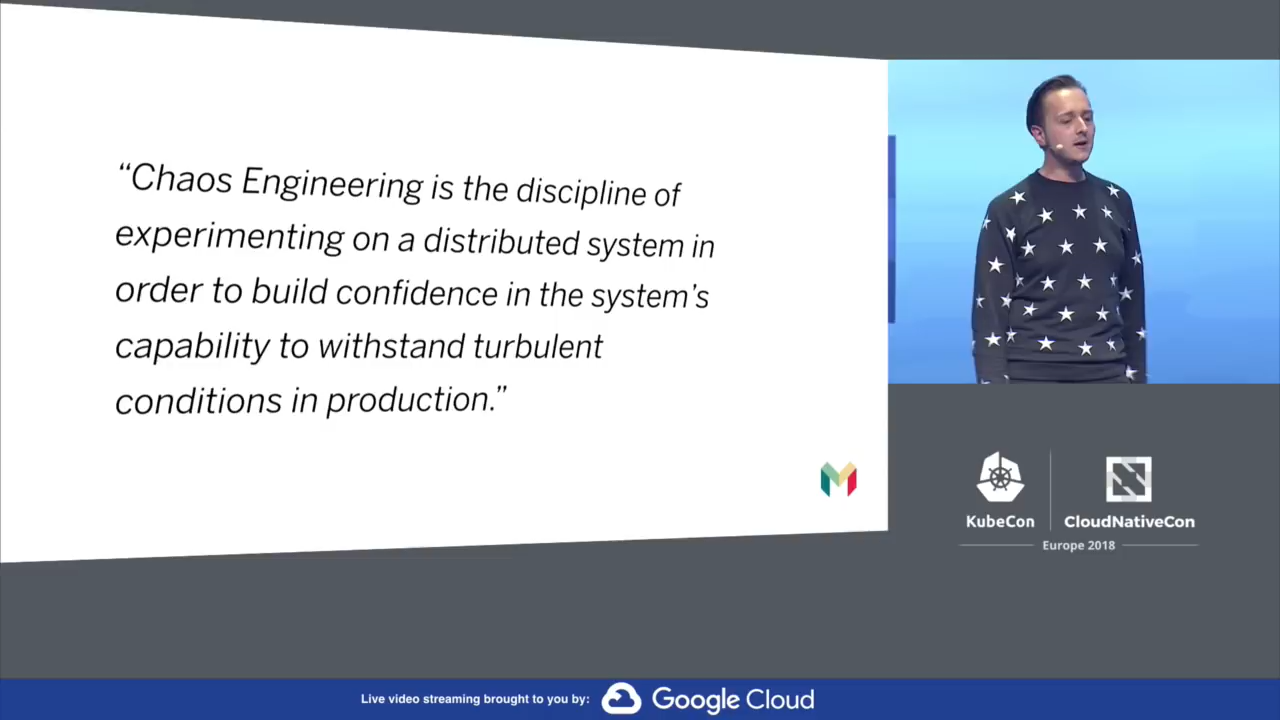 “Chaos Engineering is the discipline of
experimenting on a distributed system in
order to build confidence in the system’s
capability to withstand turbulent
conditions in production.”
KubeCon
CloudNativeCon
Europe 2018
Live video streaming brought to you by:
Google Cloud